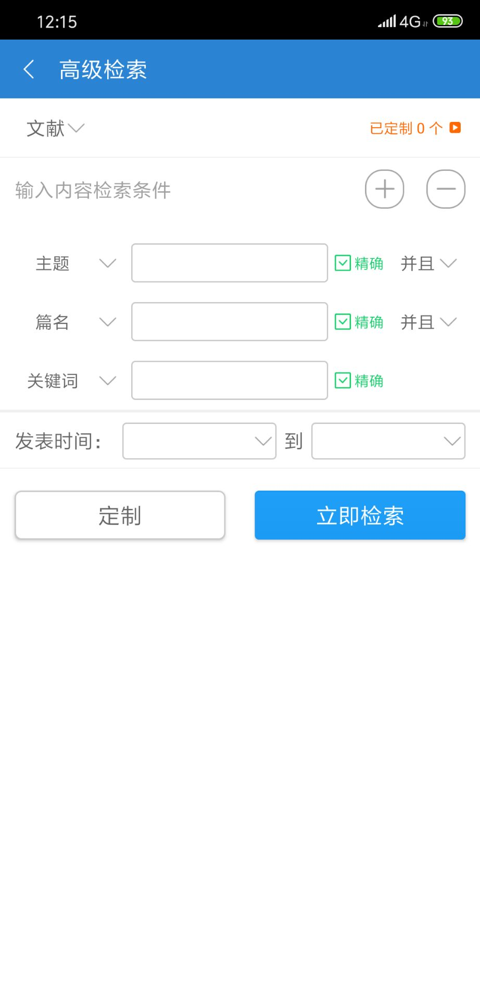 12:15 4G 93
高级检索
文献 已定制 0 个
输入内容检索条件
主题 精确 并且
篇名 精确 并且
关键词 精确
发表时间： 到
定制 立即检索